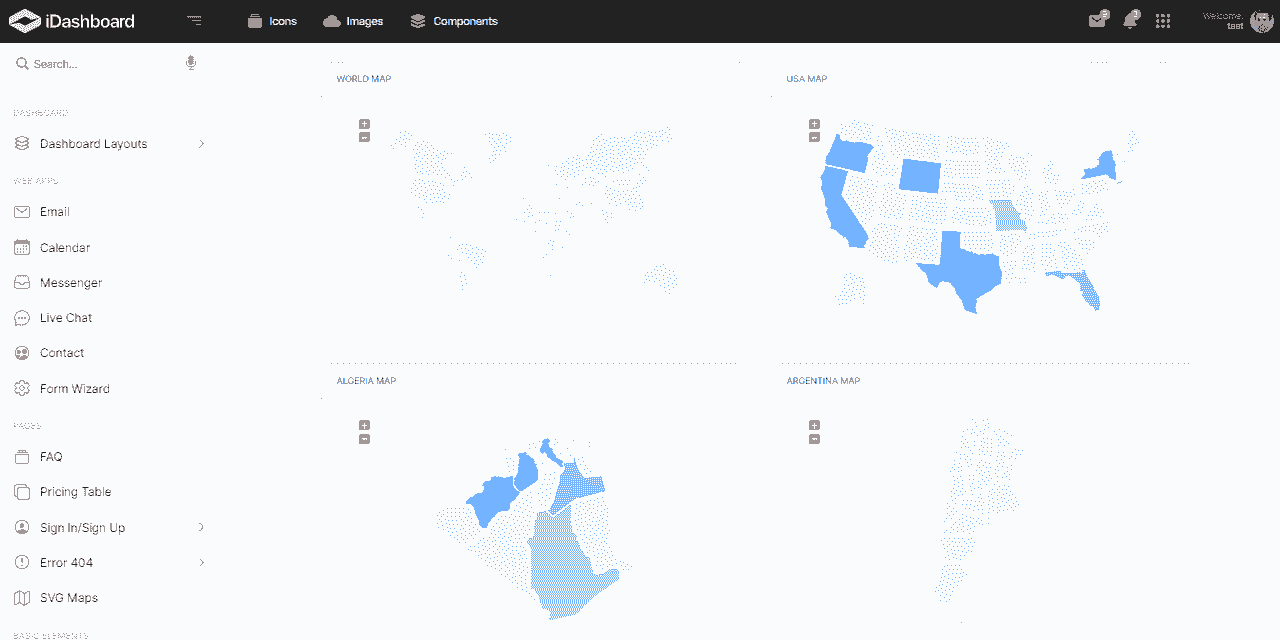 iDashboard
Icons
Images
Components
Welcome,
test
Search...
DASHBOARD
Dashboard Layouts
WEB APPS
Email
Calendar
Messenger
Live Chat
Contact
Form Wizard
PAGES
FAQ
Pricing Table
Sign In/Sign Up
Error 404
SVG Maps
BASIC ELEMENTS
WORLD MAP
+
-
USA MAP
+
-
ALGERIA MAP
+
-
ARGENTINA MAP
+
-